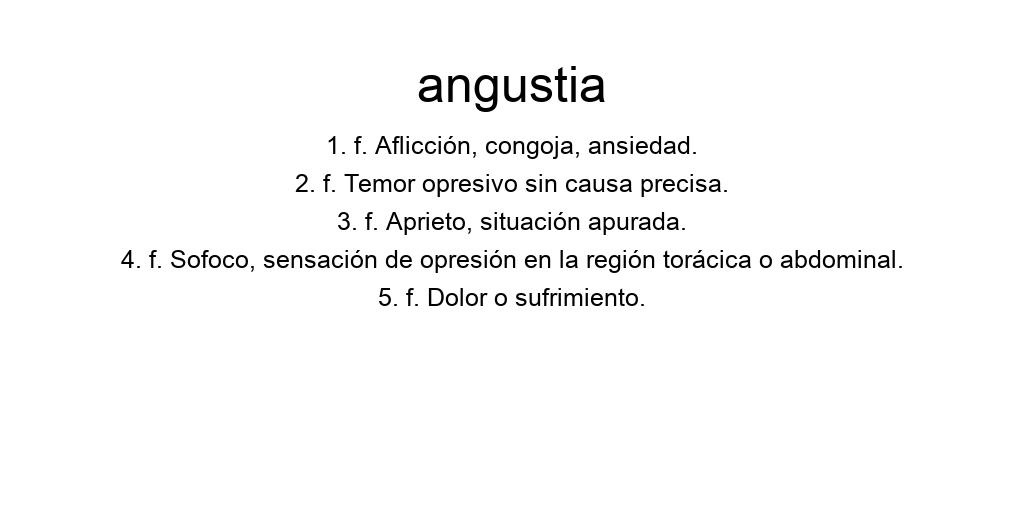 angustia
1. f. Aflicción, congoja, ansiedad.
2. f. Temor opresivo sin causa precisa.
3. f. Aprieto, situación apurada.
4. f. Sofoco, sensación de opresión en la región torácica o abdominal.
5. f. Dolor o sufrimiento.